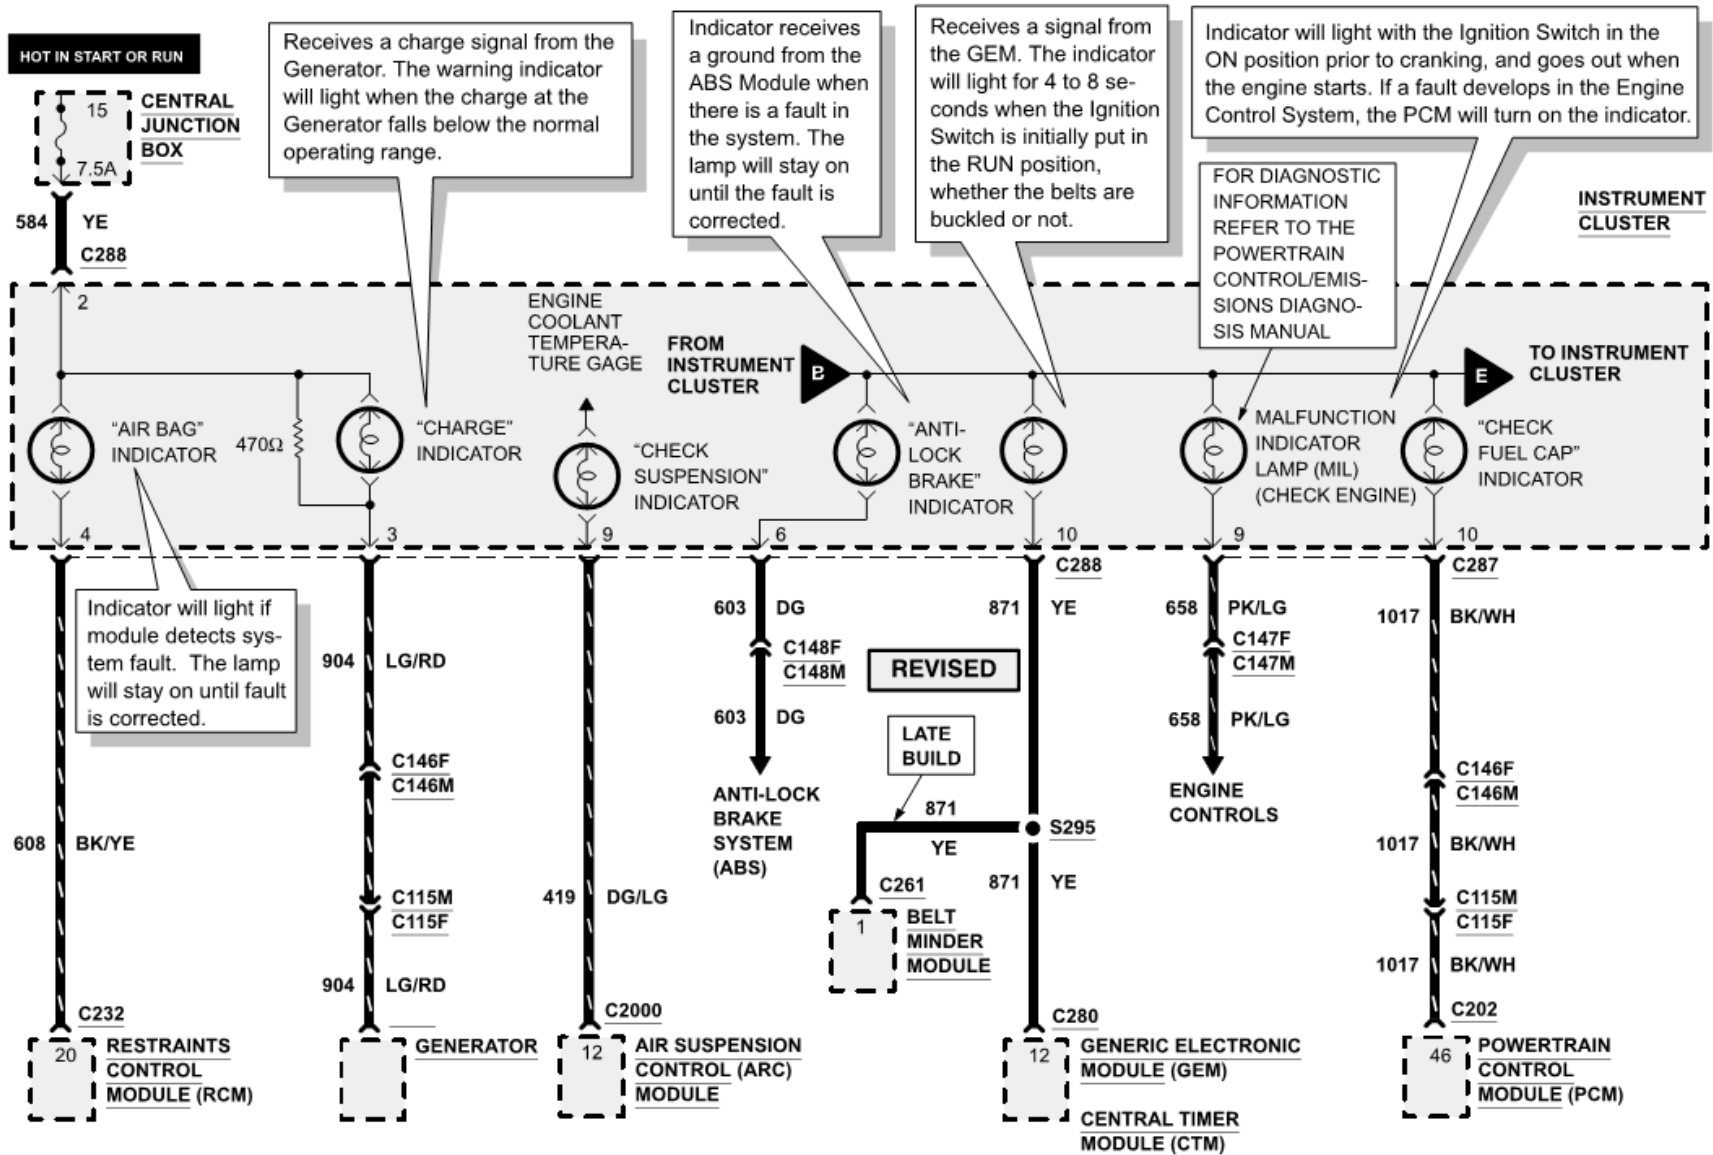 HOT IN START OR RUN
15
7.5A
CENTRAL
JUNCTION
BOX
584 YE
C288
2
Receives a charge signal from the
Generator. The warning indicator
will light when the charge at the
Generator falls below the normal
operating range.
Indicator receives
a ground from the
ABS Module when
there is a fault in
the system. The
lamp will stay on
until the fault is
corrected.
Receives a signal from
the GEM. The indicator
will light for 4 to 8 se-
conds when the Ignition
Switch is initially put in
the RUN position,
whether the belts are
buckled or not.
Indicator will light with the Ignition Switch in the
ON position prior to cranking, and goes out when
the engine starts. If a fault develops in the Engine
Control System, the PCM will turn on the indicator.
FOR DIAGNOSTIC
INFORMATION
REFER TO THE
POWERTRAIN
CONTROL/EMIS-
SIONS DIAGNO-
SIS MANUAL
INSTRUMENT
CLUSTER
ENGINE
COOLANT
TEMPERA-
TURE GAGE
FROM
INSTRUMENT
CLUSTER
B
E
TO INSTRUMENT
CLUSTER
“AIR BAG”
INDICATOR
470Ω
“CHARGE”
INDICATOR
“CHECK
SUSPENSION”
INDICATOR
“ANTI-
LOCK
BRAKE”
INDICATOR
MALFUNCTION
INDICATOR
LAMP (MIL)
(CHECK ENGINE)
“CHECK
FUEL CAP”
INDICATOR
4
3
9
6
10
9
10
C288
C287
Indicator will light if
module detects sys-
tem fault. The lamp
will stay on until fault
is corrected.
608 BK/YE
C232
20
RESTRAINTS
CONTROL
MODULE (RCM)
904 LG/RD
C146F
C146M
C115M
C115F
904 LG/RD
GENERATOR
419 DG/LG
C2000
12
AIR SUSPENSION
CONTROL (ARC)
MODULE
603 DG
C148F
C148M
603 DG
ANTI-LOCK
BRAKE
SYSTEM
(ABS)
REVISED
871 YE
LATE
BUILD
871
YE
S295
871 YE
C261
1
BELT
MINDER
MODULE
C280
12
GENERIC ELECTRONIC
MODULE (GEM)
CENTRAL TIMER
MODULE (CTM)
658 PK/LG
C147F
C147M
658 PK/LG
ENGINE
CONTROLS
1017 BK/WH
C146F
C146M
1017 BK/WH
C115M
C115F
1017 BK/WH
C202
46
POWERTRAIN
CONTROL
MODULE (PCM)